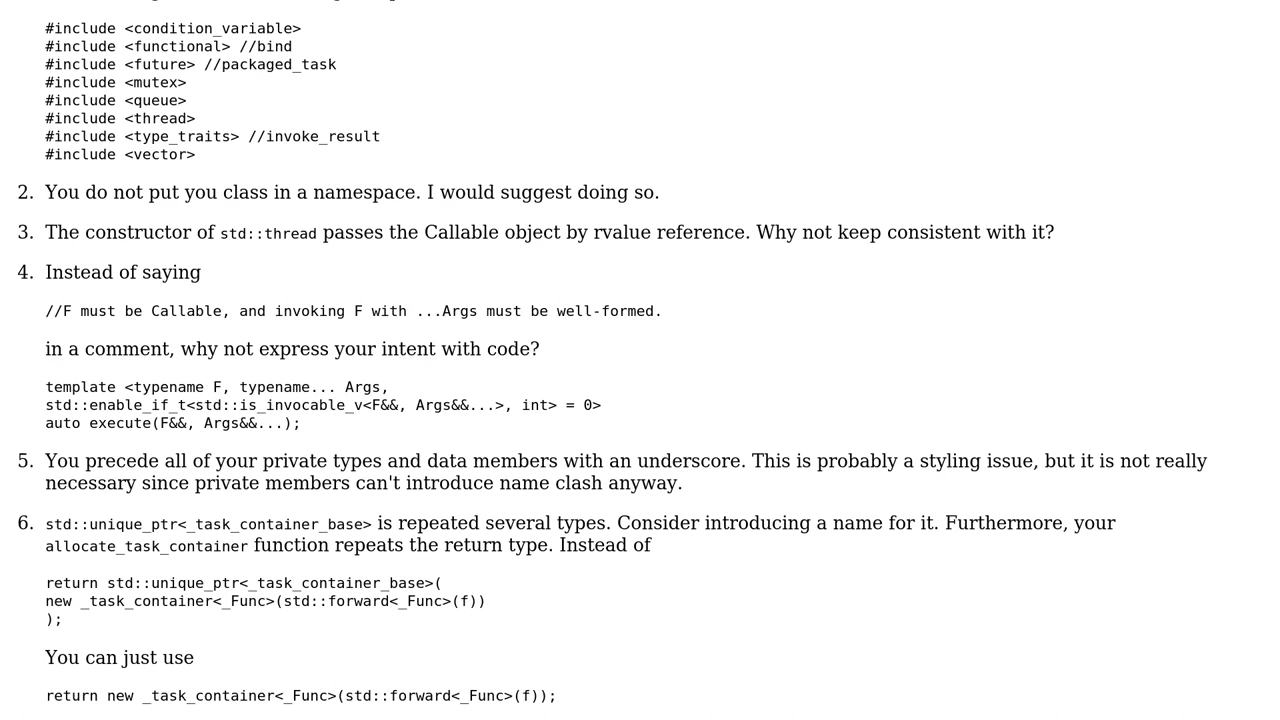 #include <condition_variable>
#include <functional> //bind
#include <future> //packaged_task
#include <mutex>
#include <queue>
#include <thread>
#include <type_traits> //invoke_result
#include <vector>
2. You do not put you class in a namespace. I would suggest doing so.
3. The constructor of std::thread passes the Callable object by rvalue reference. Why not keep consistent with it?
4. Instead of saying
//F must be Callable, and invoking F with ...Args must be well-formed.
in a comment, why not express your intent with code?
template <typename F, typename... Args,
std::enable_if_t<std::is_invocable_v<F&&, Args&&...>, int> = 0>
auto execute(F&&, Args&&...);
5. You precede all of your private types and data members with an underscore. This is probably a styling issue, but it is not really
necessary since private members can't introduce name clash anyway.
6. std::unique_ptr<_task_container_base> is repeated several types. Consider introducing a name for it. Furthermore, your
allocate_task_container function repeats the return type. Instead of
return std::unique_ptr<_task_container_base>(
new _task_container<_Func>(std::forward<_Func>(f))
);
You can just use
return new _task_container<_Func>(std::forward<_Func>(f));